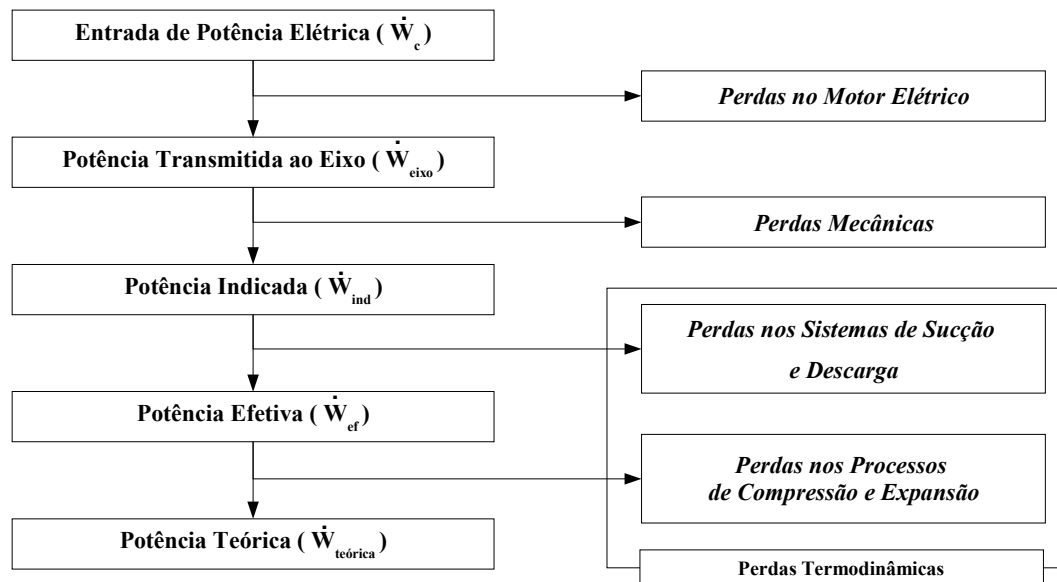 Entrada de Potência Elétrica ( Ẇc )
Perdas no Motor Elétrico
Potência Transmitida ao Eixo ( Ẇeixo )
Perdas Mecânicas
Potência Indicada ( Ẇind )
Perdas nos Sistemas de Sucção
e Descarga
Potência Efetiva ( Ẇef )
Perdas nos Processos
de Compressão e Expansão
Potência Teórica ( Ẇteórica )
Perdas Termodinâmicas